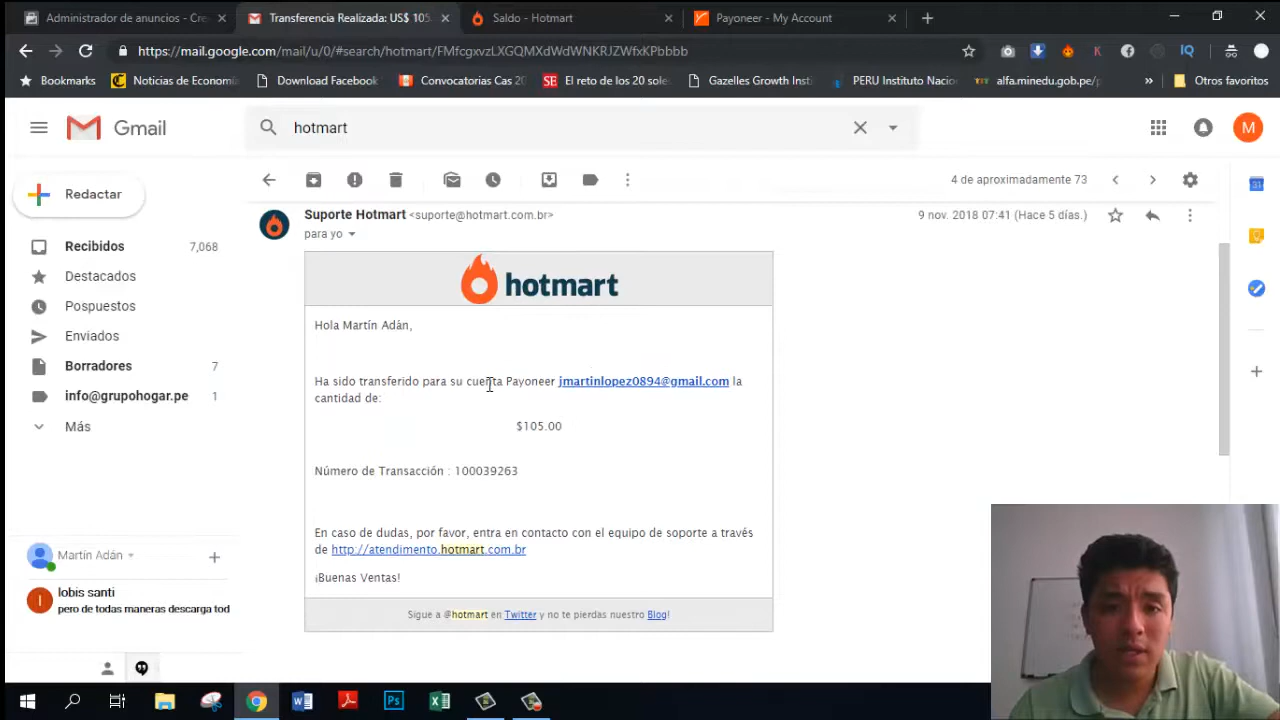 Administrador de anuncios - Cre
Transferencia Realizada: US$ 105
Saldo - Hotmart
Payoneer - My Account
https://mail.google.com/mail/u/0/#search/hotmart/FMfcgxvzLXGQMXdWdWNKRJZWfxKPbbbb
Bookmarks
Noticias de Economí
Download Facebook
Convocatorias Cas 20
El reto de los 20 sole
Gazelles Growth Inst
PERU Instituto Nacio
alfa.minedu.gob.pe/p
Otros favoritos
Gmail
hotmart
M
Redactar
4 de aproximadamente 73
Suporte Hotmart <suporte@hotmart.com.br>
9 nov. 2018 07:41 (Hace 5 días.)
para yo
Recibidos 7,068
Destacados
Pospuestos
Enviados
Borradores 7
info@grupohogar.pe 1
Más
hotmart
Hola Martín Adán,
Ha sido transferido para su cuenta Payoneer jmartinlopez0894@gmail.com la
cantidad de:
$105.00
Número de Transacción : 100039263
En caso de dudas, por favor, entra en contacto con el equipo de soporte a través
de http://atendimento.hotmart.com.br
¡Buenas Ventas!
Sigue a @hotmart en Twitter y no te pierdas nuestro Blog!
Martín Adán
lobis santi
pero de todas maneras descarga tod